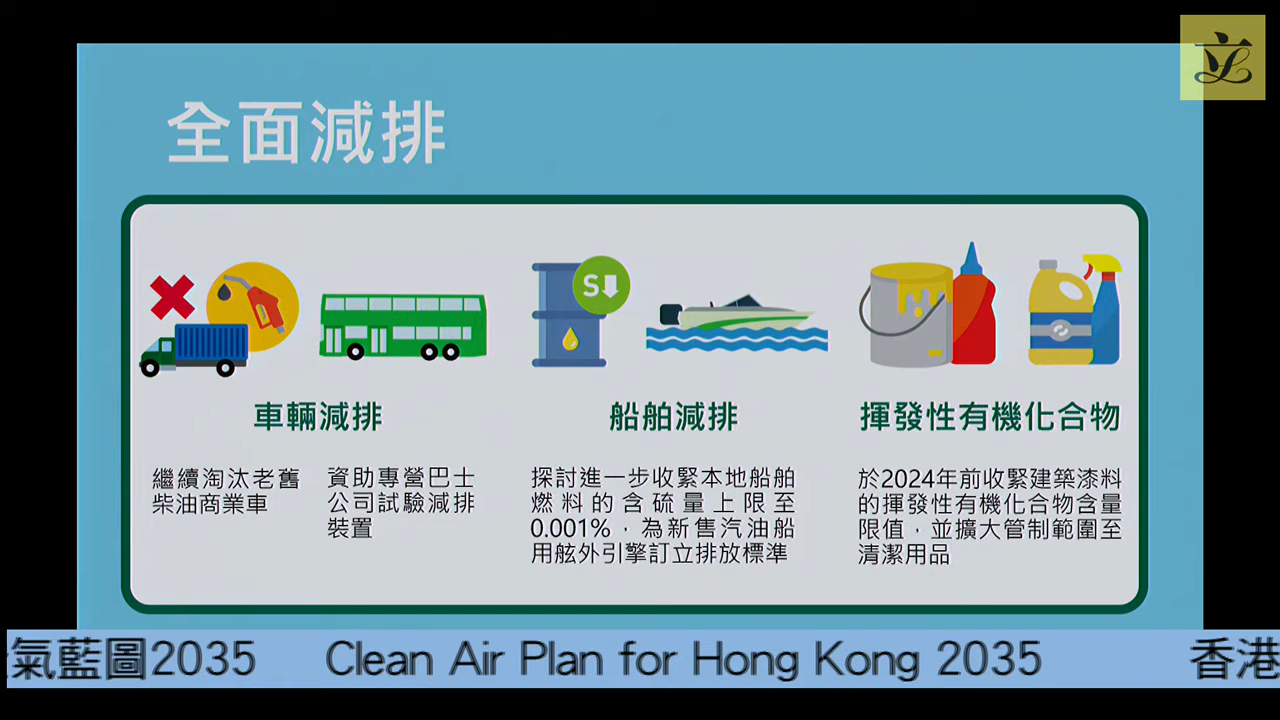 立
全面減排
S
車輛減排
繼續淘汰老舊
柴油商業車
資助專營巴士
公司試驗減排
裝置
船舶減排
探討進一步收緊本地船舶
燃料的含硫量上限至
0.001%，為新售汽油船
用舷外引擎訂立排放標準
揮發性有機化合物
於2024年前收緊建築漆料
的揮發性有機化合物含量
限值，並擴大管制範圍至
清潔用品
氣藍圖2035 Clean Air Plan for Hong Kong 2035 香港